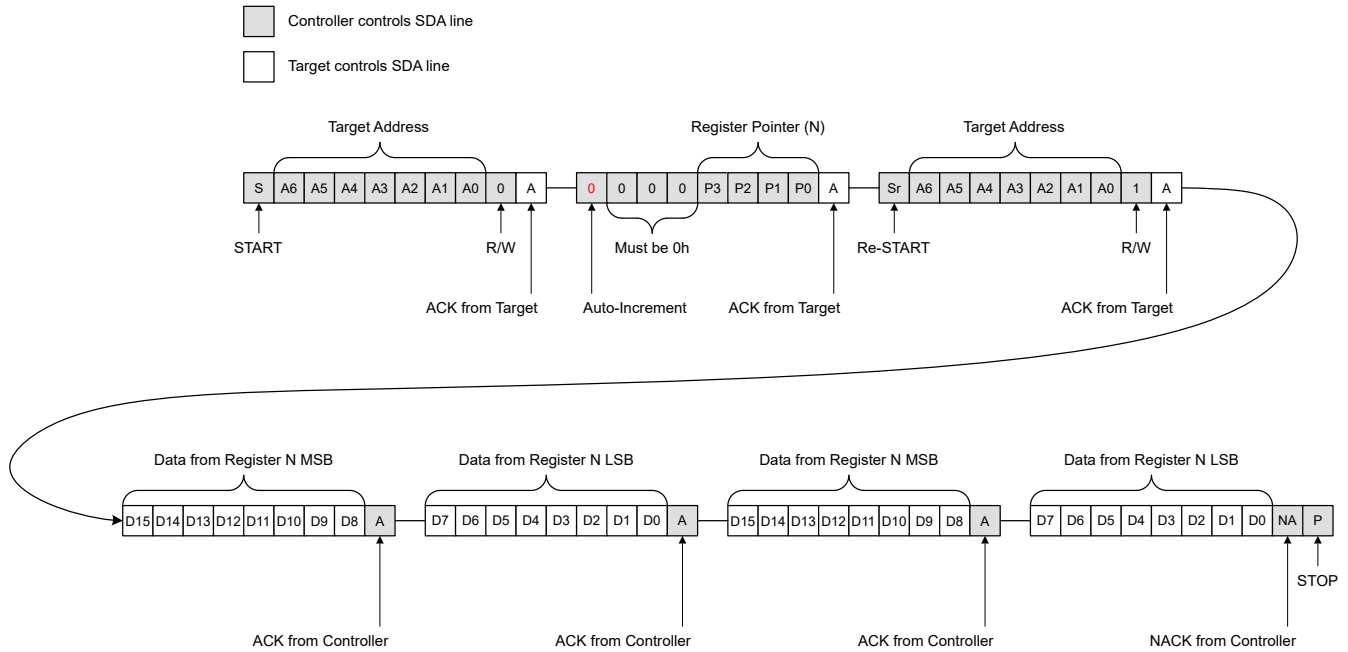 Controller controls SDA line
Target controls SDA line
Target Address
Register Pointer (N)
Target Address
S A6 A5 A4 A3 A2 A1 A0 0 A 0 0 0 0 P3 P2 P1 P0 A Sr A6 A5 A4 A3 A2 A1 A0 1 A
START R/W Must be 0h Re-START R/W
ACK from Target Auto-Increment ACK from Target ACK from Target
Data from Register N MSB Data from Register N LSB Data from Register N MSB Data from Register N LSB
D15 D14 D13 D12 D11 D10 D9 D8 A D7 D6 D5 D4 D3 D2 D1 D0 A D15 D14 D13 D12 D11 D10 D9 D8 A D7 D6 D5 D4 D3 D2 D1 D0 NA P
STOP
ACK from Controller ACK from Controller ACK from Controller NACK from Controller